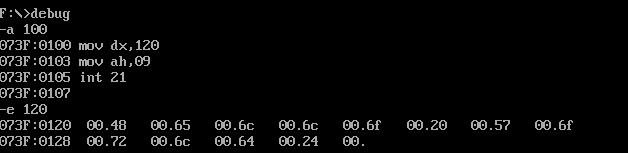 F:\>debug
-a 100
073F:0100 mov dx,120
073F:0103 mov ah,09
073F:0105 int 21
073F:0107
-e 120
073F:0120  00.48   00.65   00.6c   00.6c   00.6f   00.20   00.57   00.6f
073F:0128  00.72   00.6c   00.64   00.24   00.